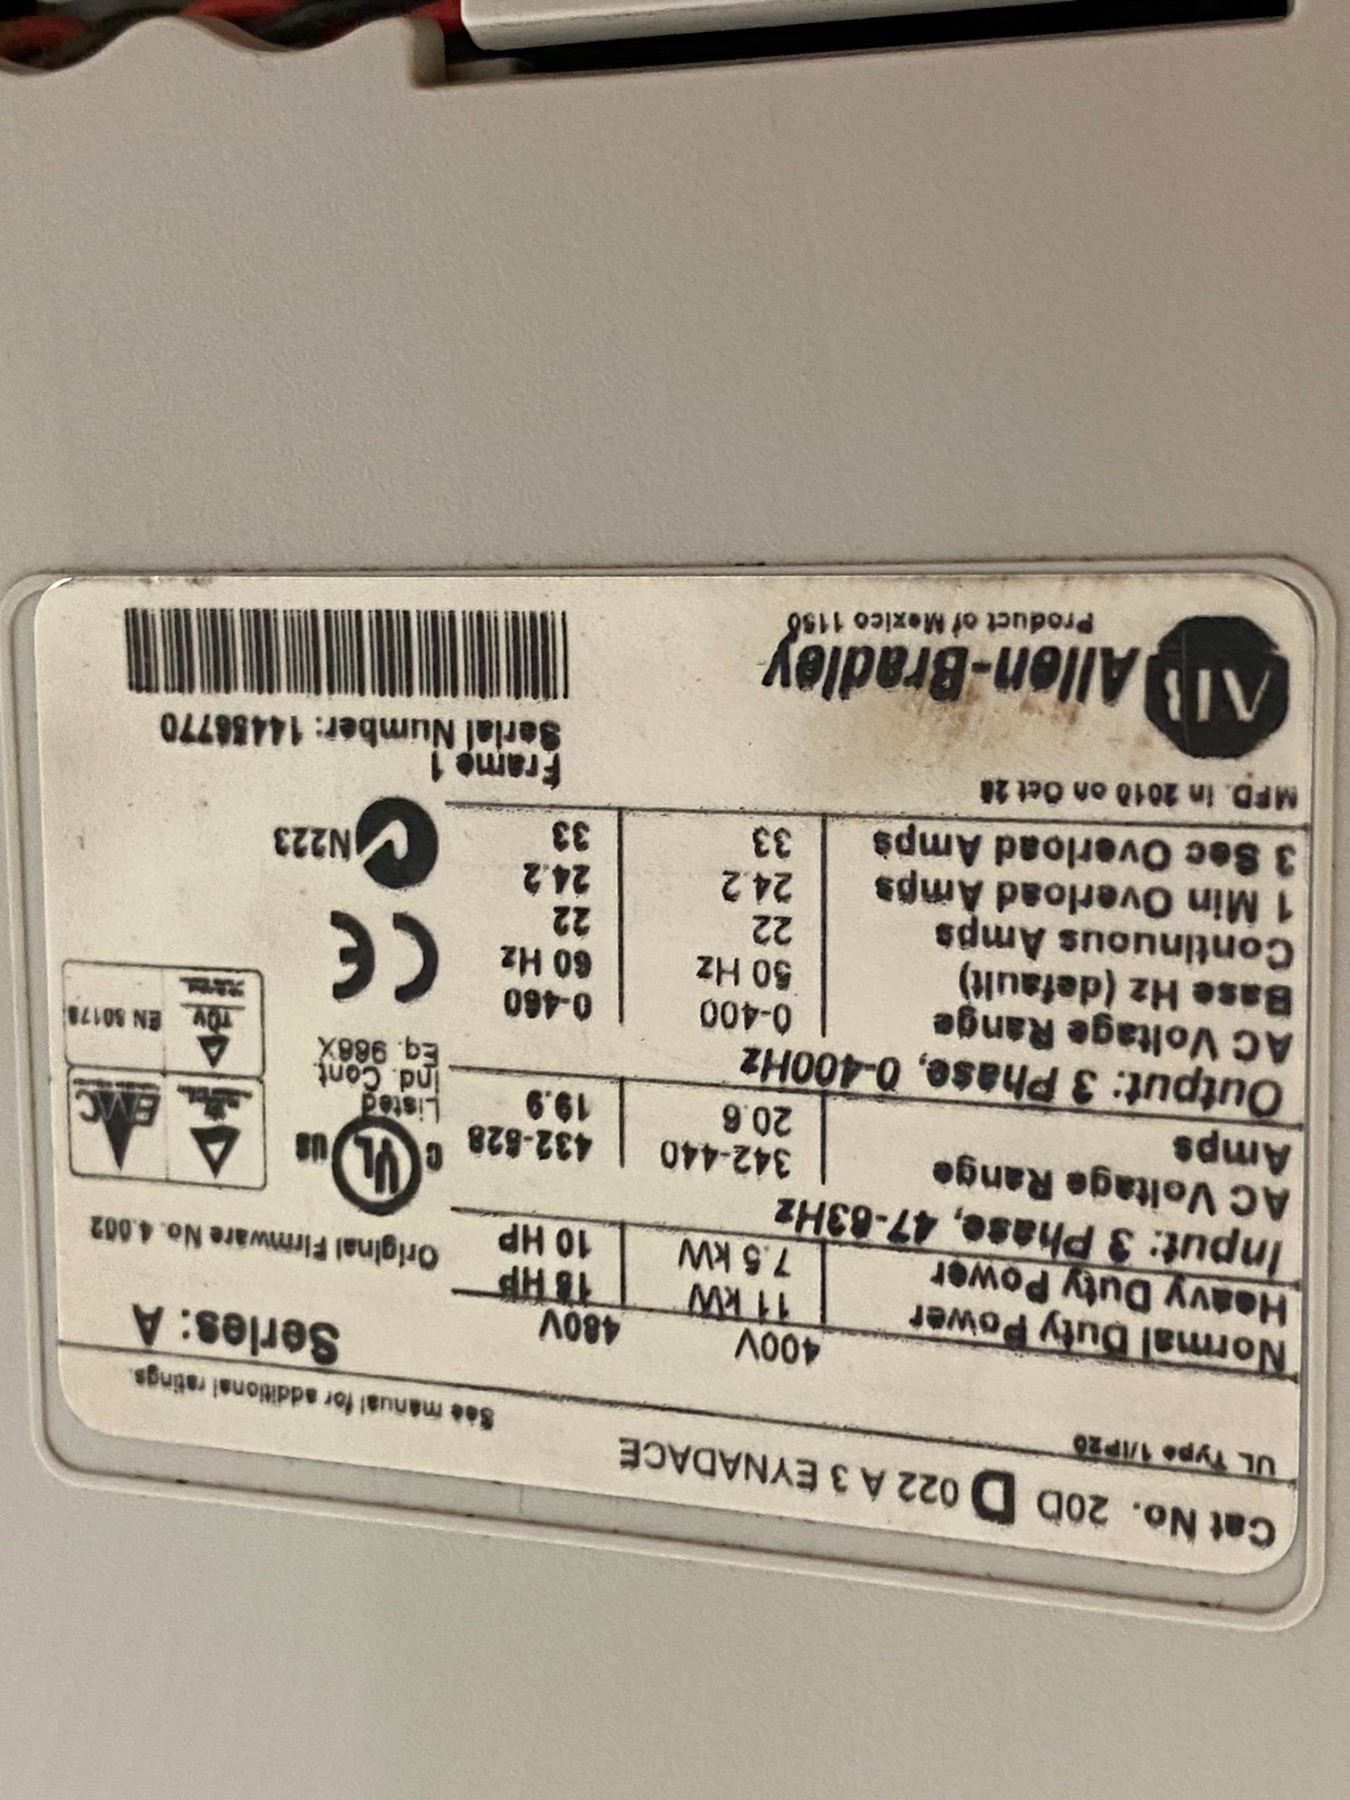 Cat No. 20D D 022 A 3 EYNADACE
UL Type 1/IP20
See manual for additional ratings.
400V 480V
Series: A
Normal Duty Power 11 kW 15 HP
Heavy Duty Power 7.5 kW 10 HP
Original Firmware No. 4.002
Input: 3 Phase, 47-63Hz
AC Voltage Range 342-440 432-528
Amps 20.6 19.9
C UL US
Listed
Ind. Cont
Eq. 966X
EMC
Output: 3 Phase, 0-400Hz
AC Voltage Range 0-400 0-460
Base Hz (default) 50 Hz 60 Hz
TÜV
EN 50178
CE
Continuous Amps 22 22
1 Min Overload Amps 24.2 24.2
3 Sec Overload Amps 33 33
N223
MFD. in 2010 on Oct 28
Frame 1
Serial Number:
AB Allen-Bradley
Product of Mexico 1150